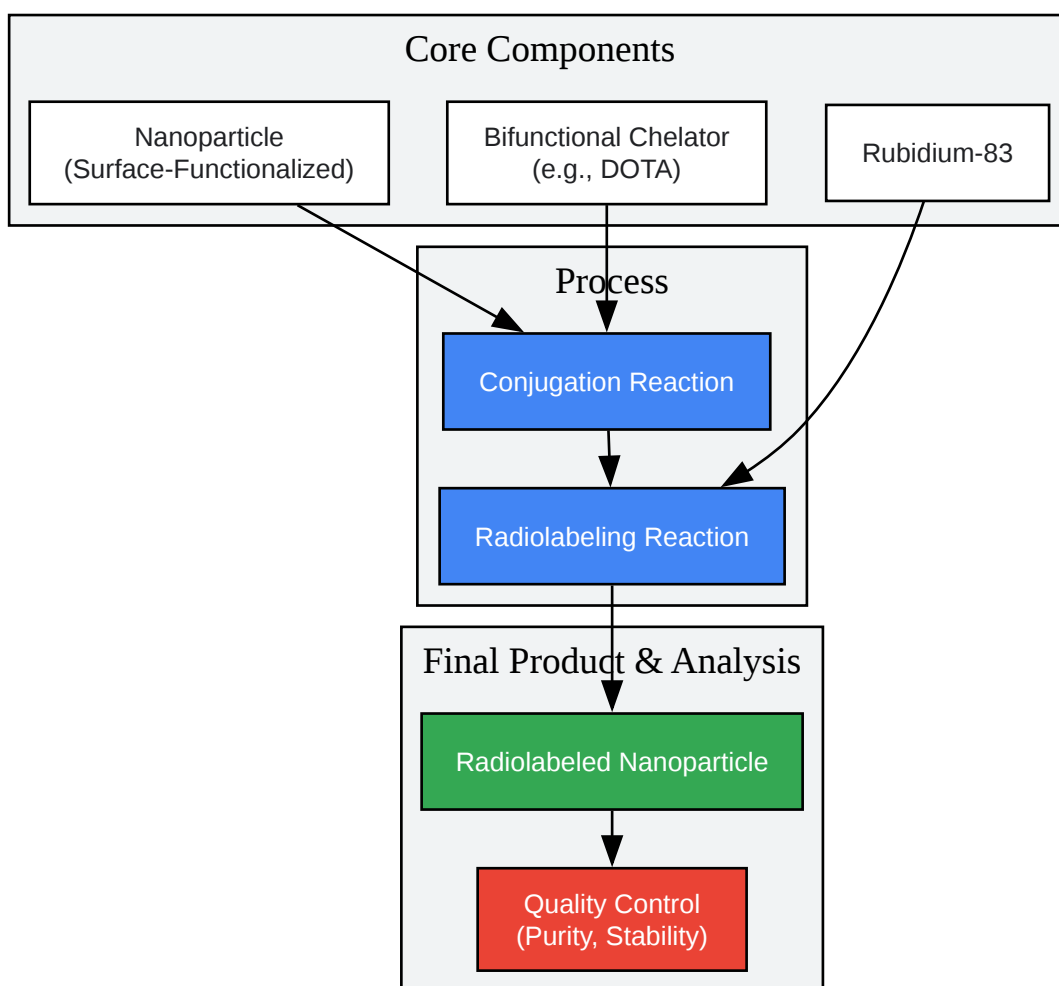 Core Components
Nanoparticle
(Surface-Functionalized)
Bifunctional Chelator
(e.g., DOTA)
Rubidium-83
Process
Conjugation Reaction
Radiolabeling Reaction
Final Product & Analysis
Radiolabeled Nanoparticle
Quality Control
(Purity, Stability)